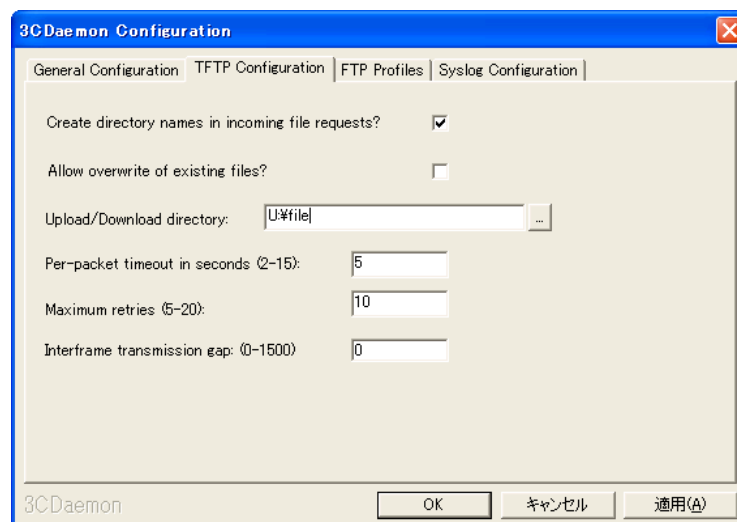 3CDaemon Configuration
General Configuration TFTP Configuration FTP Profiles Syslog Configuration
Create directory names in incoming file requests?
Allow overwrite of existing files?
Upload/Download directory: U:¥file ...
Per-packet timeout in seconds (2-15): 5
Maximum retries (5-20): 10
Interframe transmission gap: (0-1500) 0
3CDaemon OK キャンセル 適用(A)